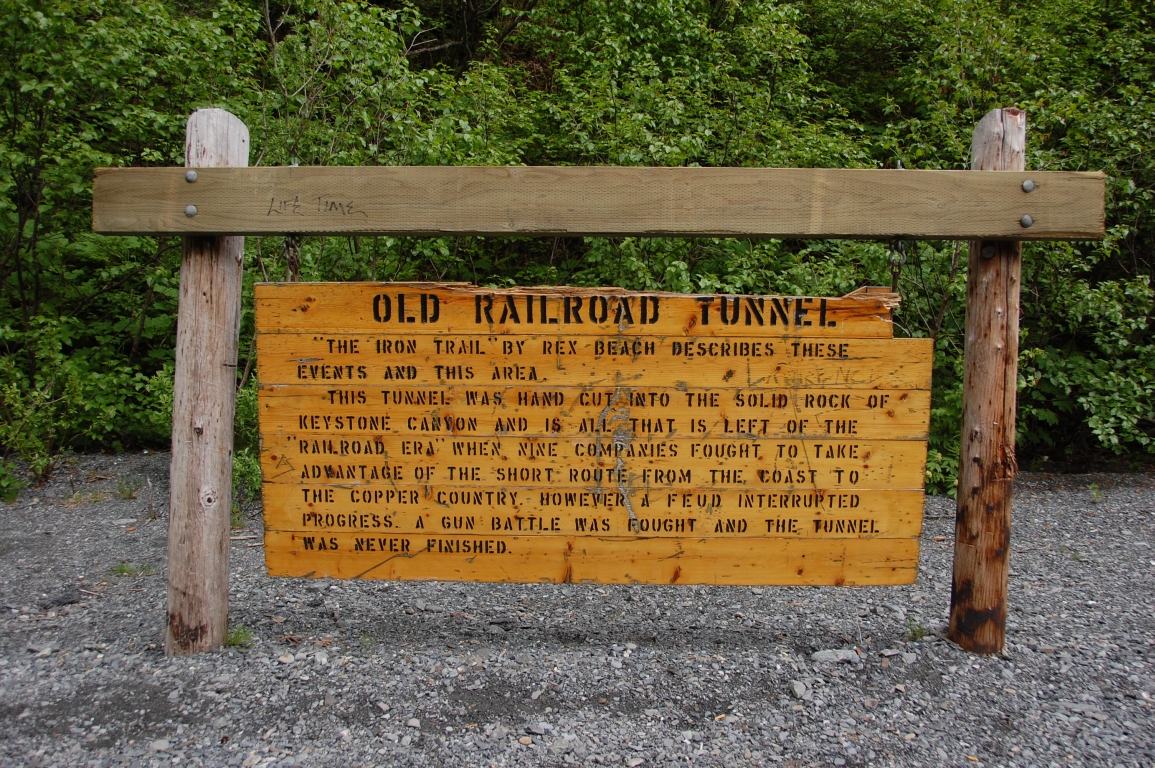 LIFE TIME
OLD RAILROAD TUNNEL
"THE IRON TRAIL" BY REX BEACH DESCRIBES THESE
EVENTS AND THIS AREA.
LAWRENCE
THIS TUNNEL WAS HAND CUT INTO THE SOLID ROCK OF
KEYSTONE CANYON AND IS ALL THAT IS LEFT OF THE
"RAILROAD ERA" WHEN NINE COMPANIES FOUGHT TO TAKE
ADVANTAGE OF THE SHORT ROUTE FROM THE COAST TO
THE COPPER COUNTRY. HOWEVER A FEUD INTERRUPTED
PROGRESS. A GUN BATTLE WAS FOUGHT AND THE TUNNEL
WAS NEVER FINISHED.